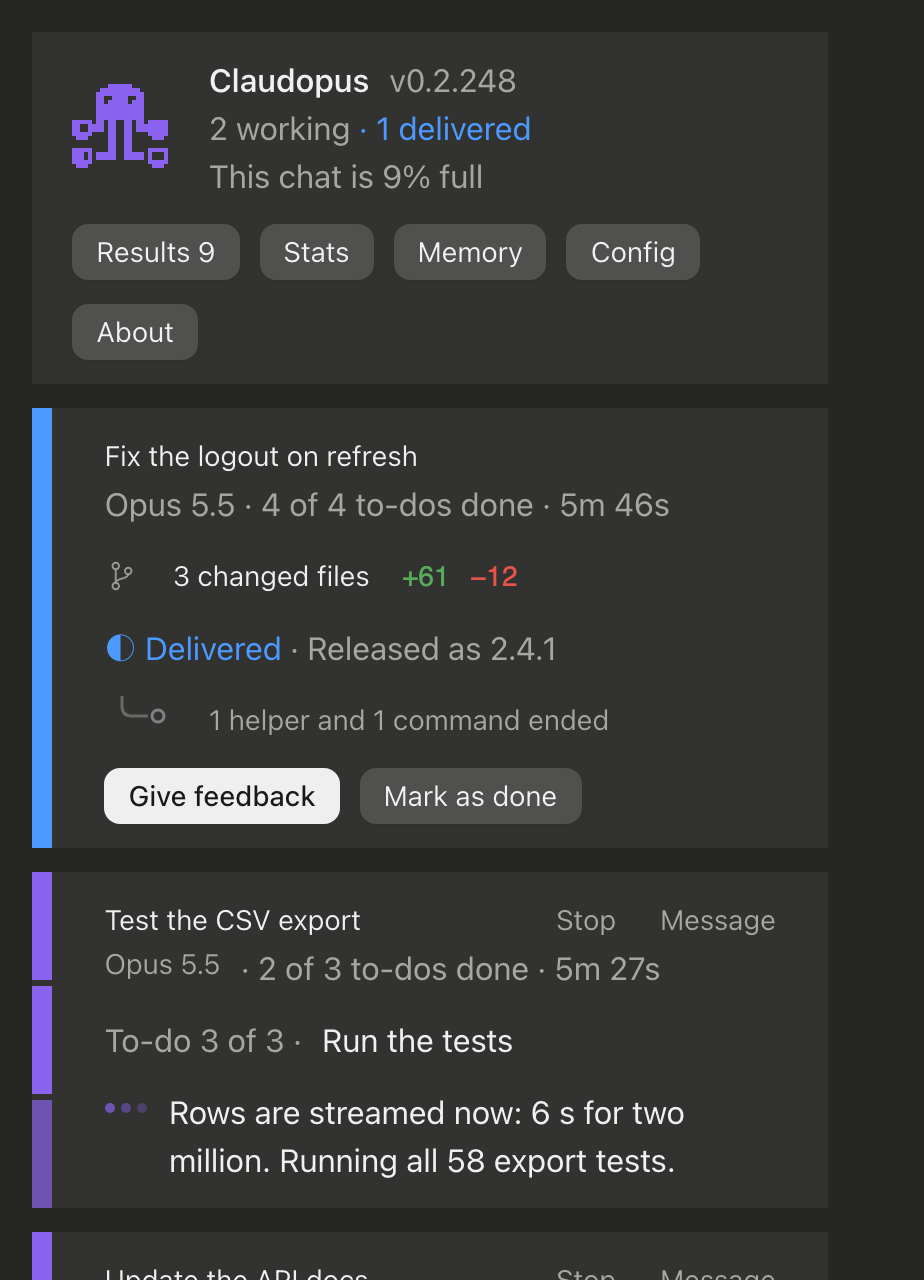 Claudopus v0.2.248
2 working · 1 delivered
This chat is 9% full
Results 9 Stats Memory Config
About
Fix the logout on refresh
Opus 5.5 · 4 of 4 to-dos done · 5m 46s
3 changed files +61 −12
Delivered · Released as 2.4.1
1 helper and 1 command ended
Give feedback Mark as done
Test the CSV export Stop Message
Opus 5.5 · 2 of 3 to-dos done · 5m 27s
To-do 3 of 3 · Run the tests
Rows are streamed now: 6 s for two
million. Running all 58 export tests.
Update the API docs Stop Message